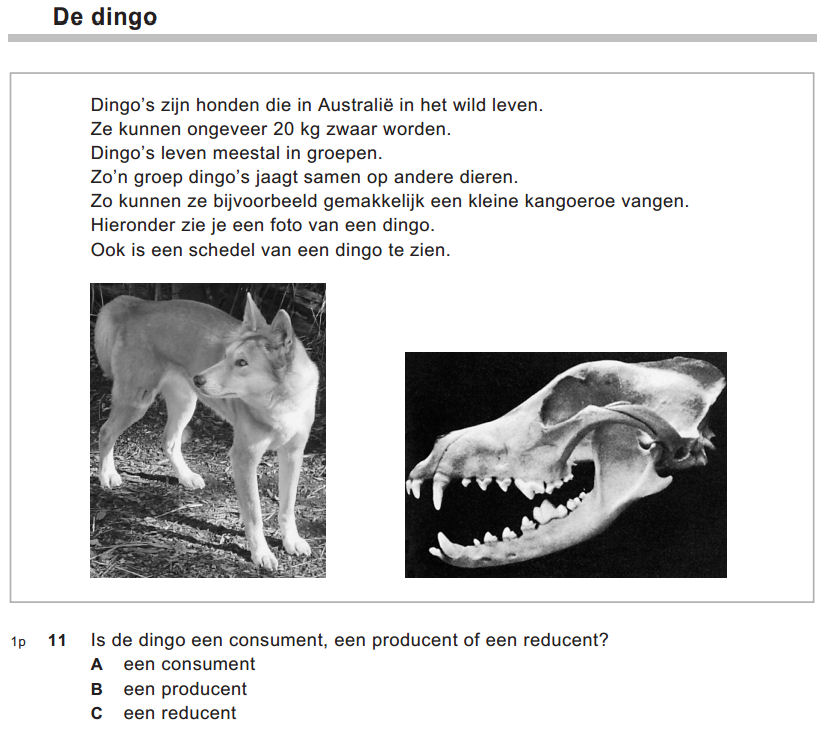 De dingo
Dingo’s zijn honden die in Australië in het wild leven.
Ze kunnen ongeveer 20 kg zwaar worden.
Dingo’s leven meestal in groepen.
Zo’n groep dingo’s jaagt samen op andere dieren.
Zo kunnen ze bijvoorbeeld gemakkelijk een kleine kangoeroe vangen.
Hieronder zie je een foto van een dingo.
Ook is een schedel van een dingo te zien.
1p 11 Is de dingo een consument, een producent of een reducent?
A een consument
B een producent
C een reducent